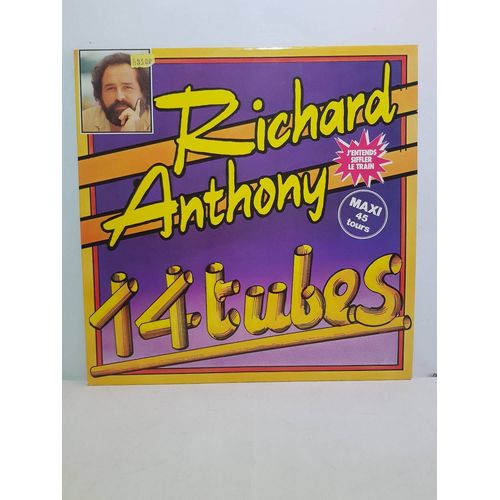 Richard
Anthony
J'ENTENDS
SIFFLER
LE TRAIN
MAXI
45
tours
14 tubes